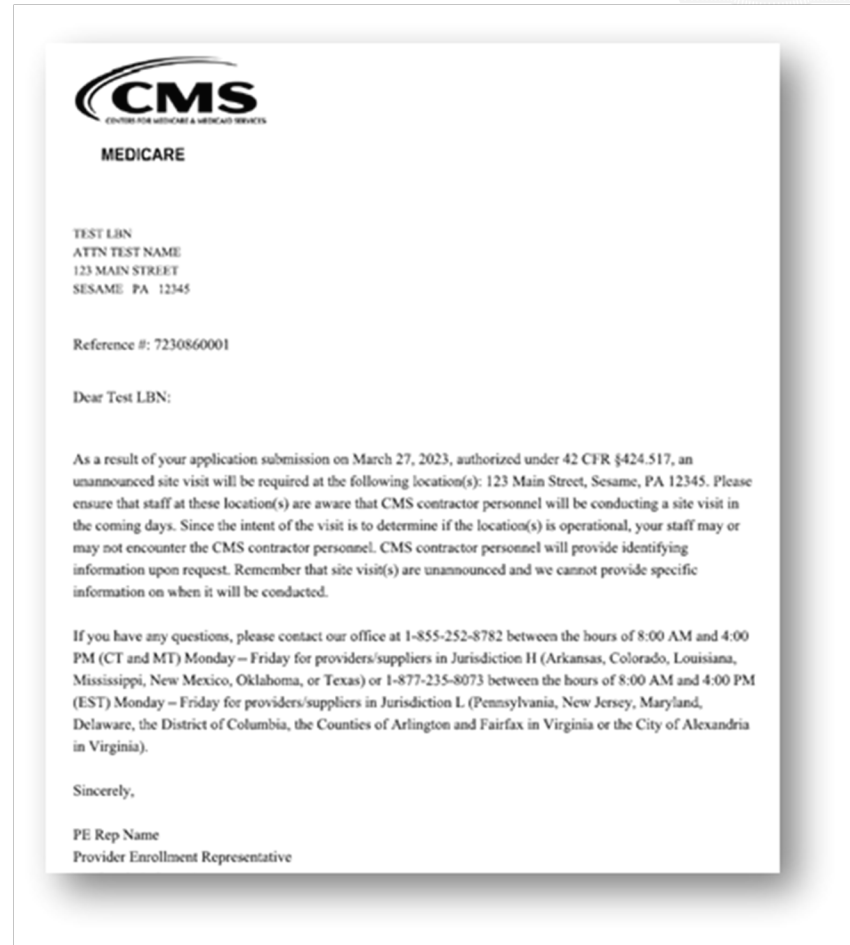 CMS
CENTERS FOR MEDICARE & MEDICAID SERVICES
MEDICARE
TEST LBN
ATTN TEST NAME
123 MAIN STREET
SESAME PA 12345
Reference #: 7230860001
Dear Test LBN:
As a result of your application submission on March 27, 2023, authorized under 42 CFR §424.517, an
unannounced site visit will be required at the following location(s): 123 Main Street, Sesame, PA 12345. Please
ensure that staff at these location(s) are aware that CMS contractor personnel will be conducting a site visit in
the coming days. Since the intent of the visit is to determine if the location(s) is operational, your staff may or
may not encounter the CMS contractor personnel. CMS contractor personnel will provide identifying
information upon request. Remember that site visit(s) are unannounced and we cannot provide specific
information on when it will be conducted.
If you have any questions, please contact our office at 1-855-252-8782 between the hours of 8:00 AM and 4:00
PM (CT and MT) Monday – Friday for providers/suppliers in Jurisdiction H (Arkansas, Colorado, Louisiana,
Mississippi, New Mexico, Oklahoma, or Texas) or 1-877-235-8073 between the hours of 8:00 AM and 4:00 PM
(EST) Monday – Friday for providers/suppliers in Jurisdiction L (Pennsylvania, New Jersey, Maryland,
Delaware, the District of Columbia, the Counties of Arlington and Fairfax in Virginia or the City of Alexandria
in Virginia).
Sincerely,
PE Rep Name
Provider Enrollment Representative